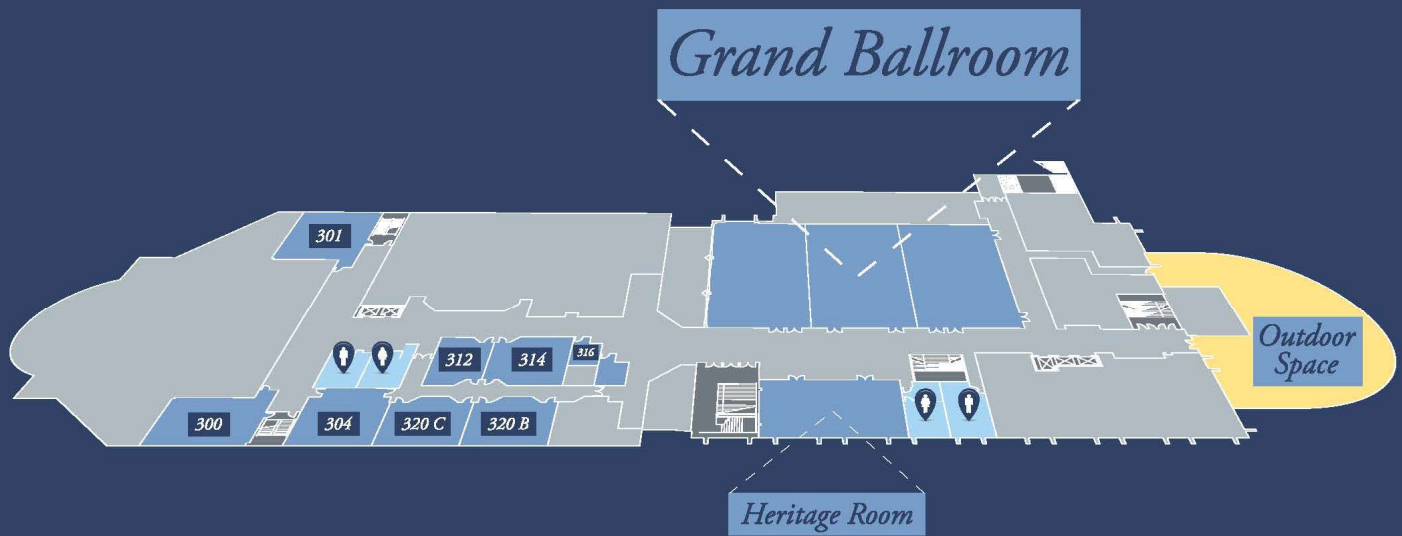 Grand Ballroom
301
312
314
316
300
304
320 C
320 B
Outdoor
Space
Heritage Room